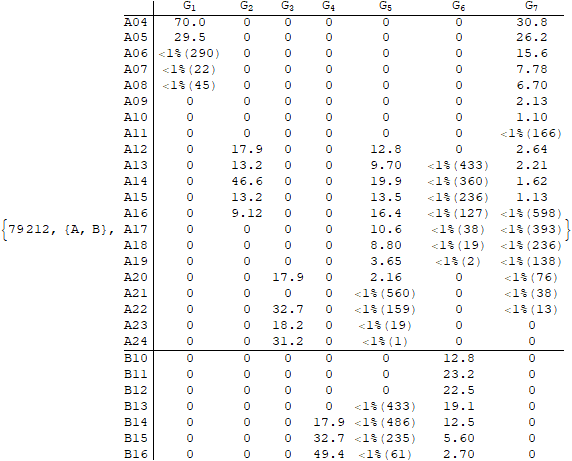 G1 G2 G3 G4 G5 G6 G7
A04 70.0 0 0 0 0 0 30.8
A05 29.5 0 0 0 0 0 26.2
A06 <1%(290) 0 0 0 0 0 15.6
A07 <1%(22) 0 0 0 0 0 7.78
A08 <1%(45) 0 0 0 0 0 6.70
A09 0 0 0 0 0 0 2.13
A10 0 0 0 0 0 0 1.10
A11 0 0 0 0 0 0 <1%(166)
A12 0 17.9 0 0 12.8 0 2.64
A13 0 13.2 0 0 9.70 <1%(433) 2.21
A14 0 46.6 0 0 19.9 <1%(360) 1.62
A15 0 13.2 0 0 13.5 <1%(236) 1.13
A16 0 9.12 0 0 16.4 <1%(127) <1%(598)
{79212, {A, B}, A17 0 0 0 0 10.6 <1%(38) <1%(393)}
A18 0 0 0 0 8.80 <1%(19) <1%(236)
A19 0 0 0 0 3.65 <1%(2) <1%(138)
A20 0 0 17.9 0 2.16 0 <1%(76)
A21 0 0 0 0 <1%(560) 0 <1%(38)
A22 0 0 32.7 0 <1%(159) 0 <1%(13)
A23 0 0 18.2 0 <1%(19) 0 0
A24 0 0 31.2 0 <1%(1) 0 0
B10 0 0 0 0 0 12.8 0
B11 0 0 0 0 0 23.2 0
B12 0 0 0 0 0 22.5 0
B13 0 0 0 0 <1%(433) 19.1 0
B14 0 0 0 17.9 <1%(486) 12.5 0
B15 0 0 0 32.7 <1%(235) 5.60 0
B16 0 0 0 49.4 <1%(61) 2.70 0